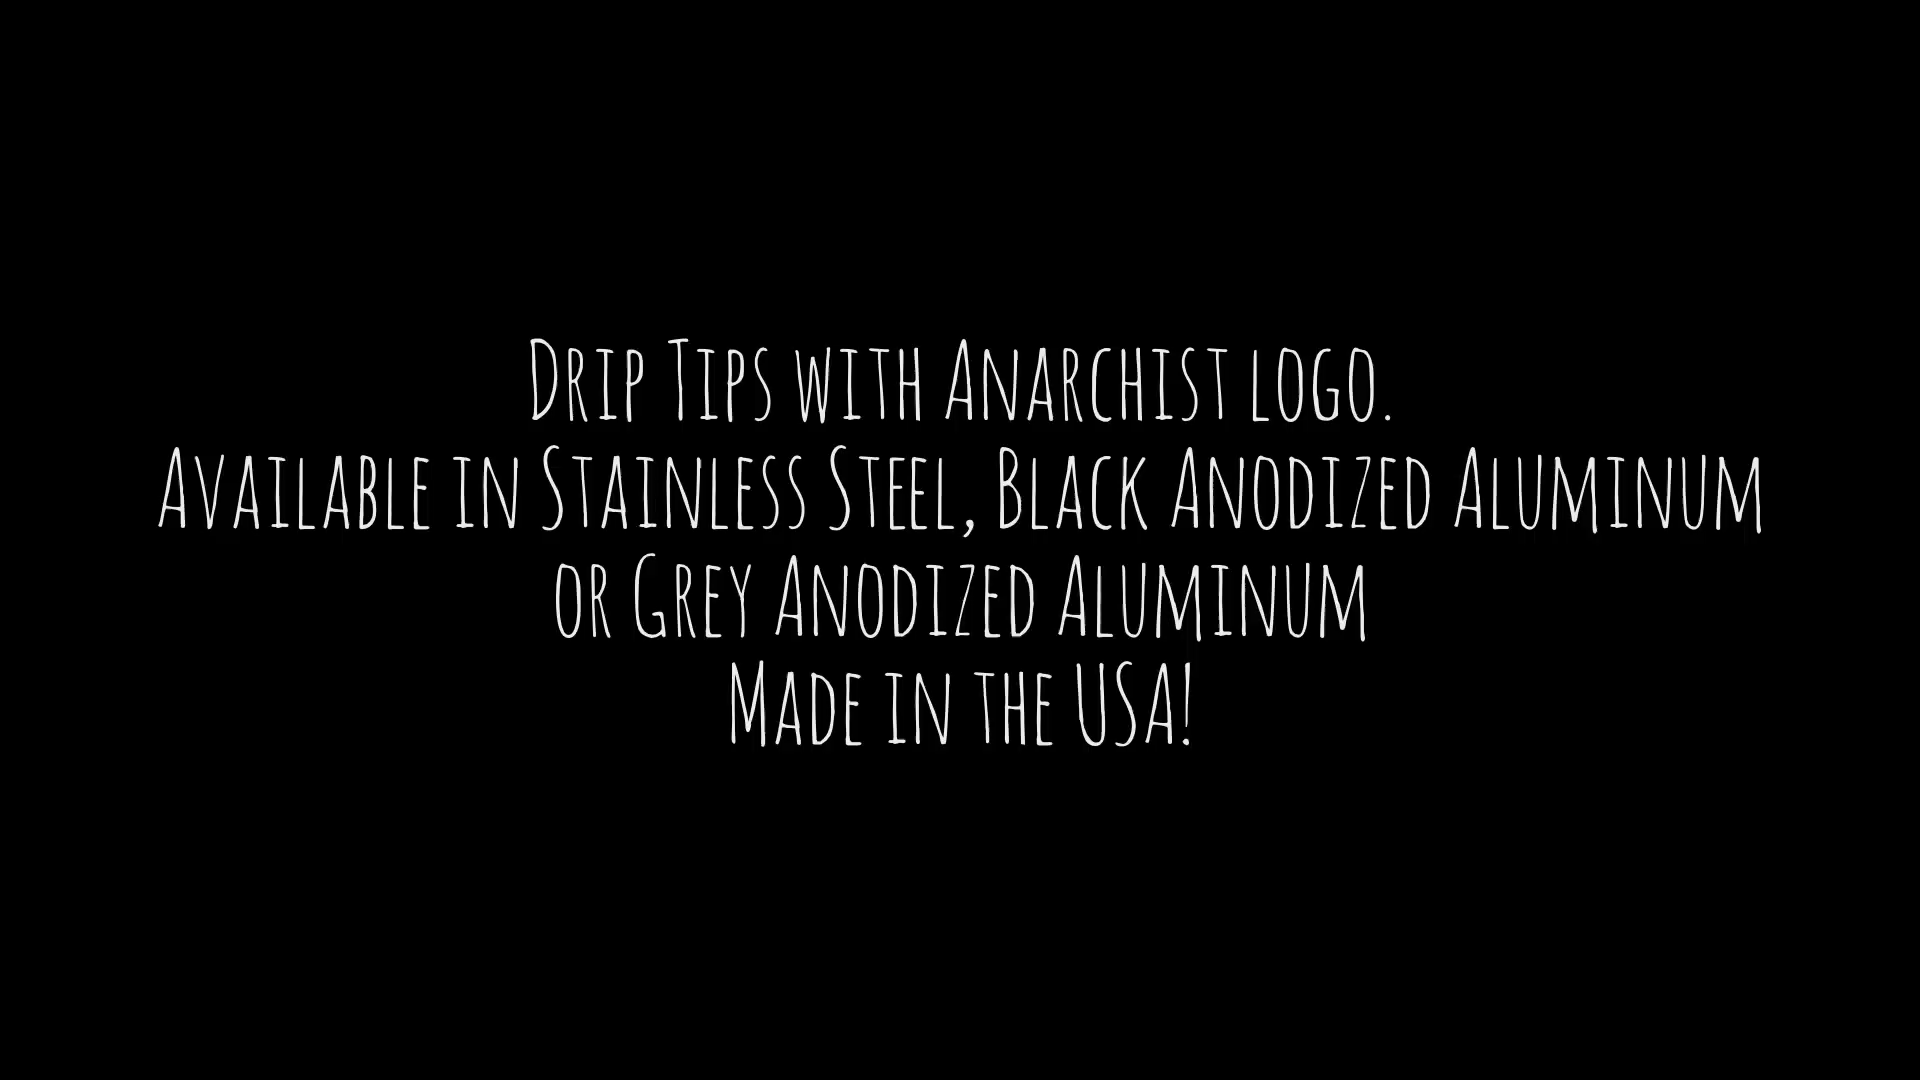 Drip Tips with Anarchist logo.
Available in Stainless Steel, Black Anodized Aluminum
or Grey Anodized Aluminum
Made in the USA!